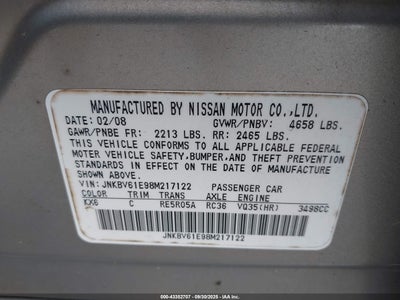 MANUFACTURED BY NISSAN MOTOR CO.,LTD.
DATE: 02/08 GVWR/PNBV: 4658 LBS.
GAWR/PNBE FR: 2213 LBS. RR: 2465 LBS.
THIS VEHICLE CONFORMS TO ALL APPLICABLE FEDERAL
MOTOR VEHICLE SAFETY, BUMPER, AND THEFT PREVENTION
STANDARDS IN EFFECT ON THE DATE OF MANUFACTURE
SHOWN ABOVE.
VIN: JNKBV61E98M217122 PASSENGER CAR
COLOR TRIM TRANS AXLE ENGINE
KX6 C RE5R05A RC36 VQ35(HR) 3498CC
JNKBV61E98M217122
ID: 000-43352707 - (09/30/2025) - IAA Inc.